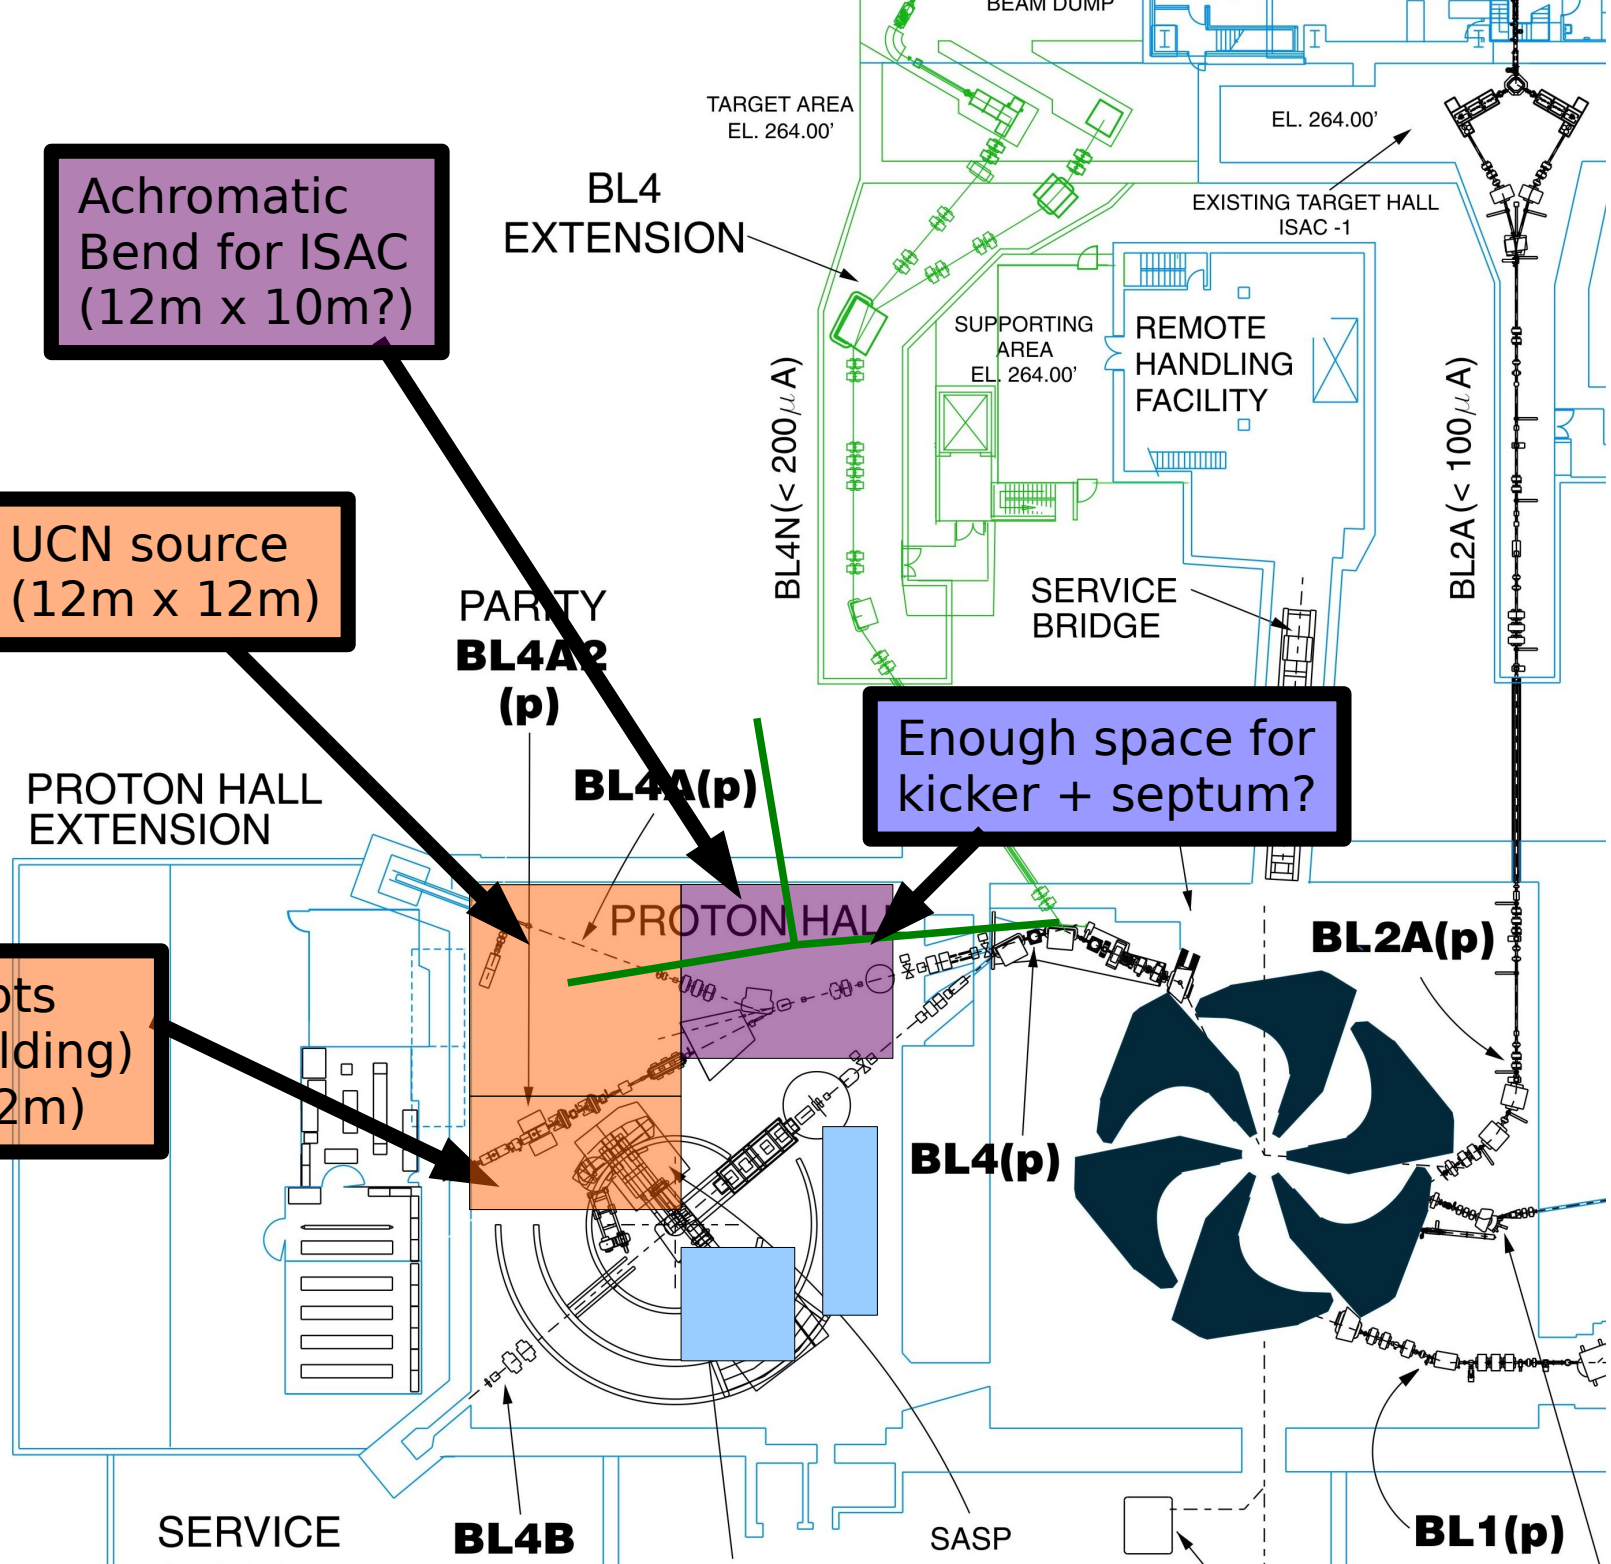 BEAM DUMP
TARGET AREA
EL. 264.00'
EL. 264.00'
EXISTING TARGET HALL
ISAC -1
BL4
EXTENSION
Achromatic
Bend for ISAC
(12m x 10m?)
SUPPORTING
AREA
EL. 264.00'
REMOTE
HANDLING
FACILITY
BL4N(< 200μA)
BL2A(< 100μA)
UCN source
(12m x 12m)
PARITY
BL4A2
(p)
SERVICE
BRIDGE
Enough space for
kicker + septum?
BL4A(p)
PROTON HALL
EXTENSION
PROTON HALL
BL2A(p)
ots
lding)
2m)
BL4(p)
SERVICE
BL4B
SASP
BL1(p)